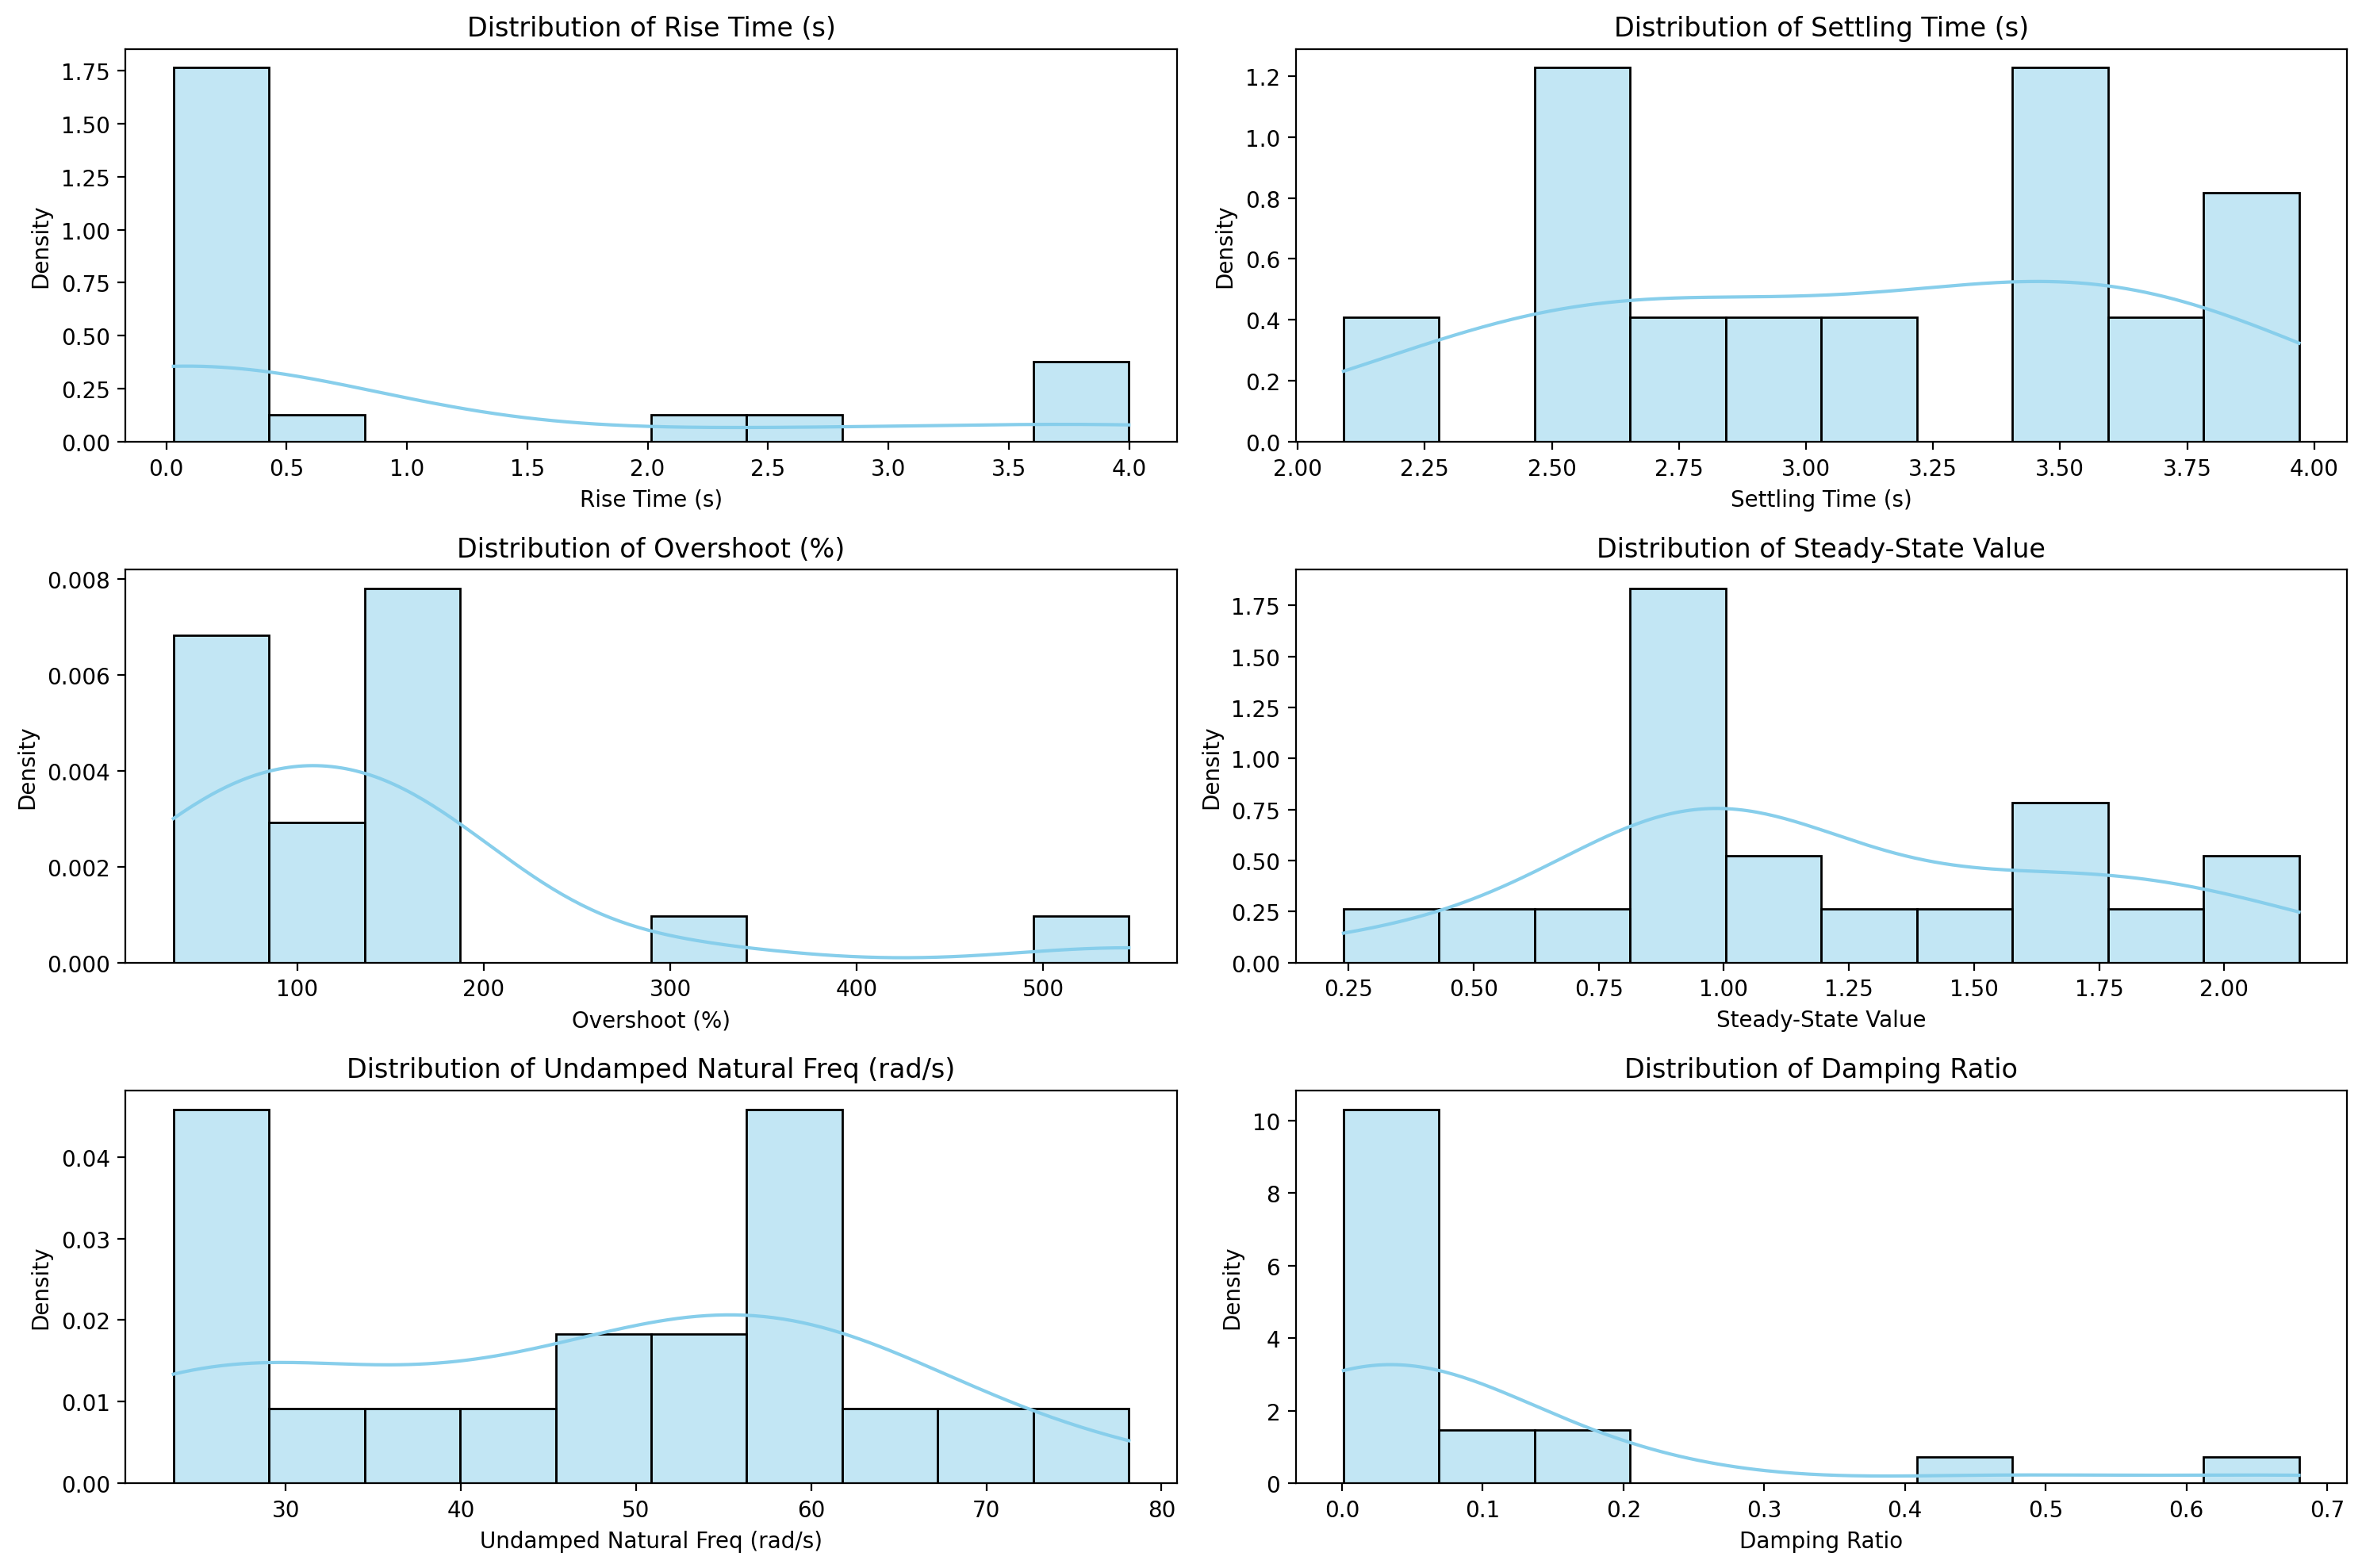 Distribution of Rise Time (s)
Density
1.75
1.50
1.25
1.00
0.75
0.50
0.25
0.00
0.0 0.5 1.0 1.5 2.0 2.5 3.0 3.5 4.0
Rise Time (s)
Distribution of Settling Time (s)
Density
1.2
1.0
0.8
0.6
0.4
0.2
0.0
2.00 2.25 2.50 2.75 3.00 3.25 3.50 3.75 4.00
Settling Time (s)
Distribution of Overshoot (%)
Density
0.008
0.006
0.004
0.002
0.000
100 200 300 400 500
Overshoot (%)
Distribution of Steady-State Value
Density
1.75
1.50
1.25
1.00
0.75
0.50
0.25
0.00
0.25 0.50 0.75 1.00 1.25 1.50 1.75 2.00
Steady-State Value
Distribution of Undamped Natural Freq (rad/s)
Density
0.04
0.03
0.02
0.01
0.00
30 40 50 60 70 80
Undamped Natural Freq (rad/s)
Distribution of Damping Ratio
Density
10
8
6
4
2
0
0.0 0.1 0.2 0.3 0.4 0.5 0.6 0.7
Damping Ratio